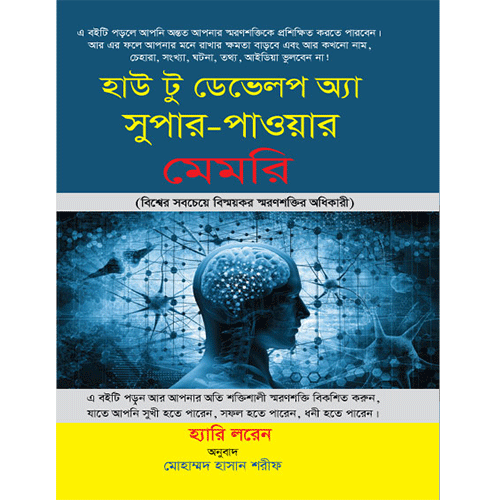 এ বইটি পড়লে আপনি অন্তত আপনার স্মরণশক্তিকে প্রশিক্ষিত করতে পারবেন।
আর এর ফলে আপনার মনে রাখার ক্ষমতা বাড়বে এবং আর কখনো নাম,
চেহারা, সংখ্যা, ঘটনা, তথ্য, আইডিয়া ভুলবেন না!
হাউ টু ডেভেলপ অ্যা
সুপার-পাওয়ার
মেমরি
(বিশ্বের সবচেয়ে বিস্ময়কর স্মরণশক্তির অধিকারী)
এ বইটি পড়ুন আর আপনার অতি শক্তিশালী স্মরণশক্তি বিকশিত করুন,
যাতে আপনি সুখী হতে পারেন, সফল হতে পারেন, ধনী হতে পারেন।
হ্যারি লরেন
অনুবাদ
মোহাম্মদ হাসান শরীফ